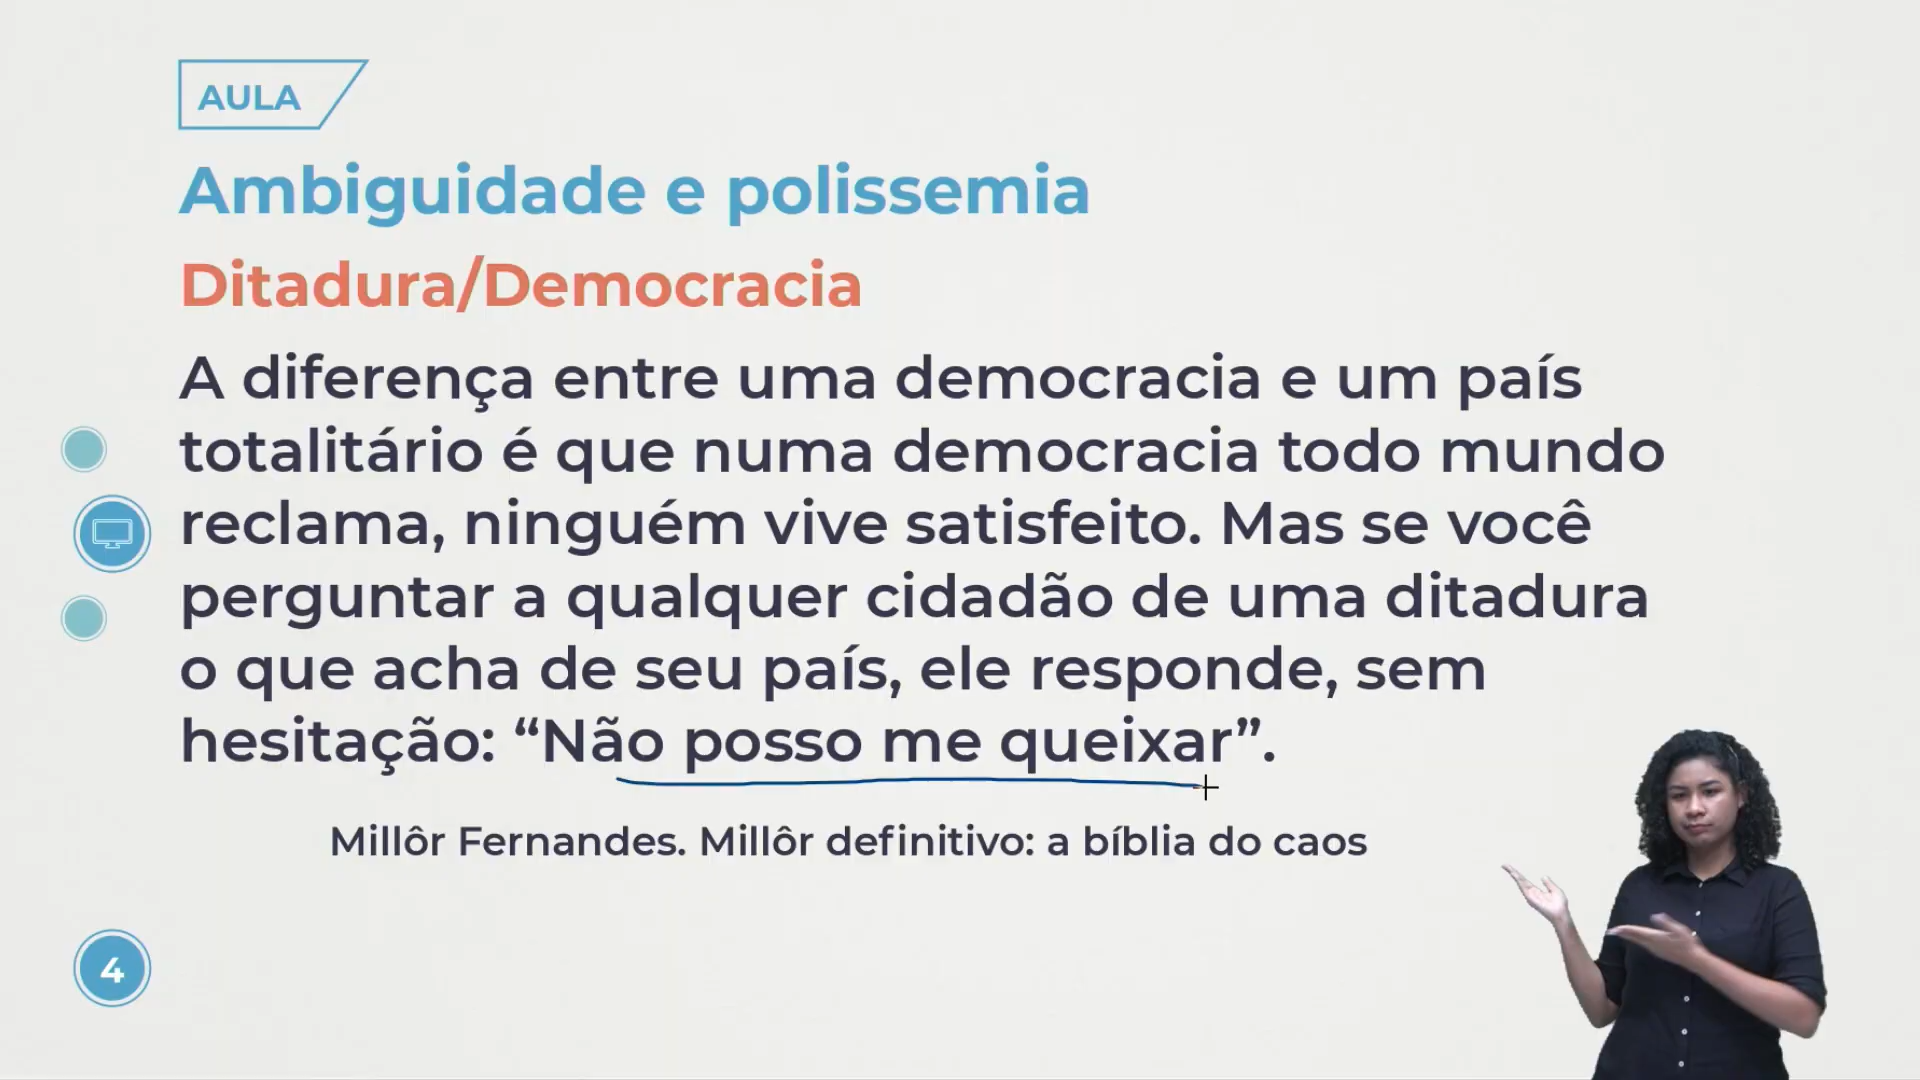 AULA
Ambiguidade e polissemia
Ditadura/Democracia
A diferença entre uma democracia e um país
totalitário é que numa democracia todo mundo
reclama, ninguém vive satisfeito. Mas se você
perguntar a qualquer cidadão de uma ditadura
o que acha de seu país, ele responde, sem
hesitação: “Não posso me queixar”.
Millôr Fernandes. Millôr definitivo: a bíblia do caos
4